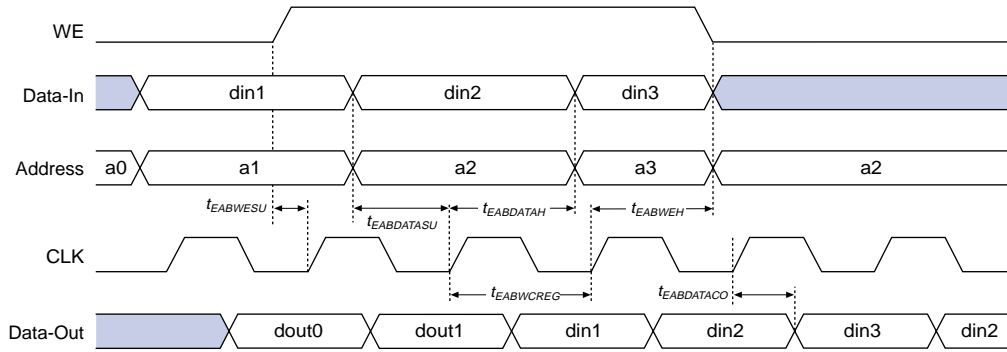 WE
Data-In din1 din2 din3
Address a0 a1 a2 a3 a2
tEABWESU tEABDATASU tEABDATAH tEABWEH
CLK
tEABWCREG tEABDATACO
Data-Out dout0 dout1 din1 din2 din3 din2